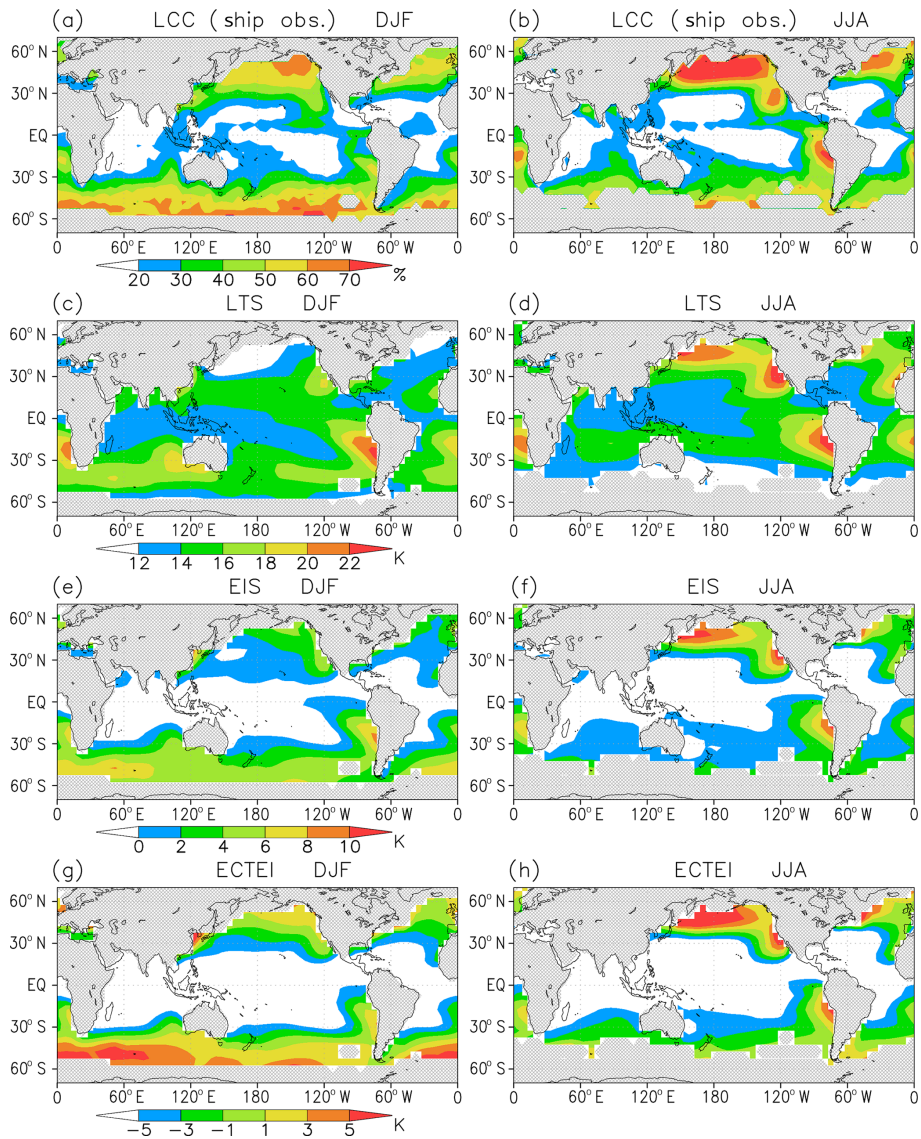 (a) LCC (ship obs.) DJF
(b) LCC (ship obs.) JJA
60° N
30° N
EQ
30° S
60° S
0 60° E 120° E 180 120° W 60° W 0
60° N
30° N
EQ
30° S
60° S
0 60° E 120° E 180 120° W 60° W 0
20 30 40 50 60 70 %
(c) LTS DJF
(d) LTS JJA
60° N
30° N
EQ
30° S
60° S
0 60° E 120° E 180 120° W 60° W 0
60° N
30° N
EQ
30° S
60° S
0 60° E 120° E 180 120° W 60° W 0
12 14 16 18 20 22 K
(e) EIS DJF
(f) EIS JJA
60° N
30° N
EQ
30° S
60° S
0 60° E 120° E 180 120° W 60° W 0
60° N
30° N
EQ
30° S
60° S
0 60° E 120° E 180 120° W 60° W 0
0 2 4 6 8 10 K
(g) ECTEI DJF
(h) ECTEI JJA
60° N
30° N
EQ
30° S
60° S
0 60° E 120° E 180 120° W 60° W 0
60° N
30° N
EQ
30° S
60° S
0 60° E 120° E 180 120° W 60° W 0
−5 −3 −1 1 3 5 K